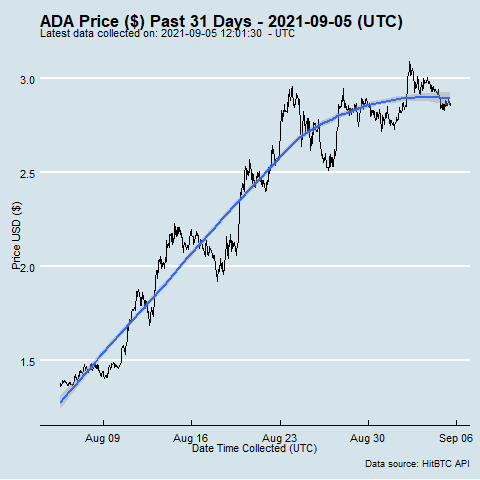 ADA Price ($) Past 31 Days - 2021-09-05 (UTC)
Latest data collected on: 2021-09-05 12:01:30 - UTC
Price USD ($)
3.0
2.5
2.0
1.5
Aug 09 Aug 16 Aug 23 Aug 30 Sep 06
Date Time Collected (UTC)
Data source: HitBTC API